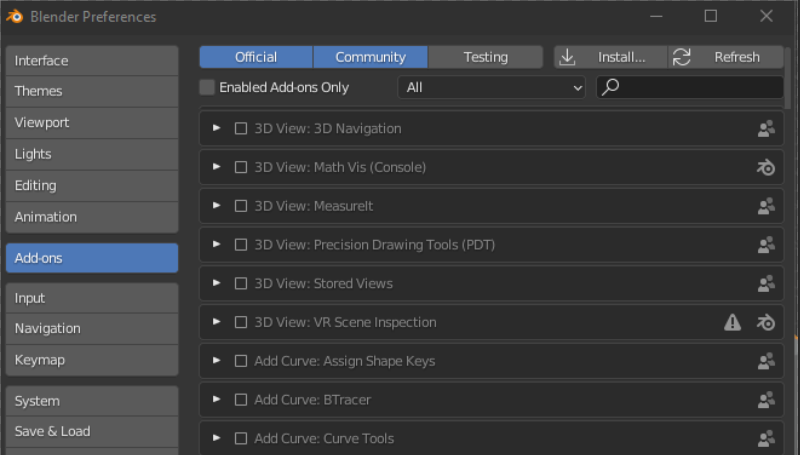 Blender Preferences
Interface
Themes
Viewport
Lights
Editing
Animation
Add-ons
Input
Navigation
Keymap
System
Save & Load
Official Community Testing Install... Refresh
Enabled Add-ons Only All
3D View: 3D Navigation
3D View: Math Vis (Console)
3D View: MeasureIt
3D View: Precision Drawing Tools (PDT)
3D View: Stored Views
3D View: VR Scene Inspection
Add Curve: Assign Shape Keys
Add Curve: BTracer
Add Curve: Curve Tools